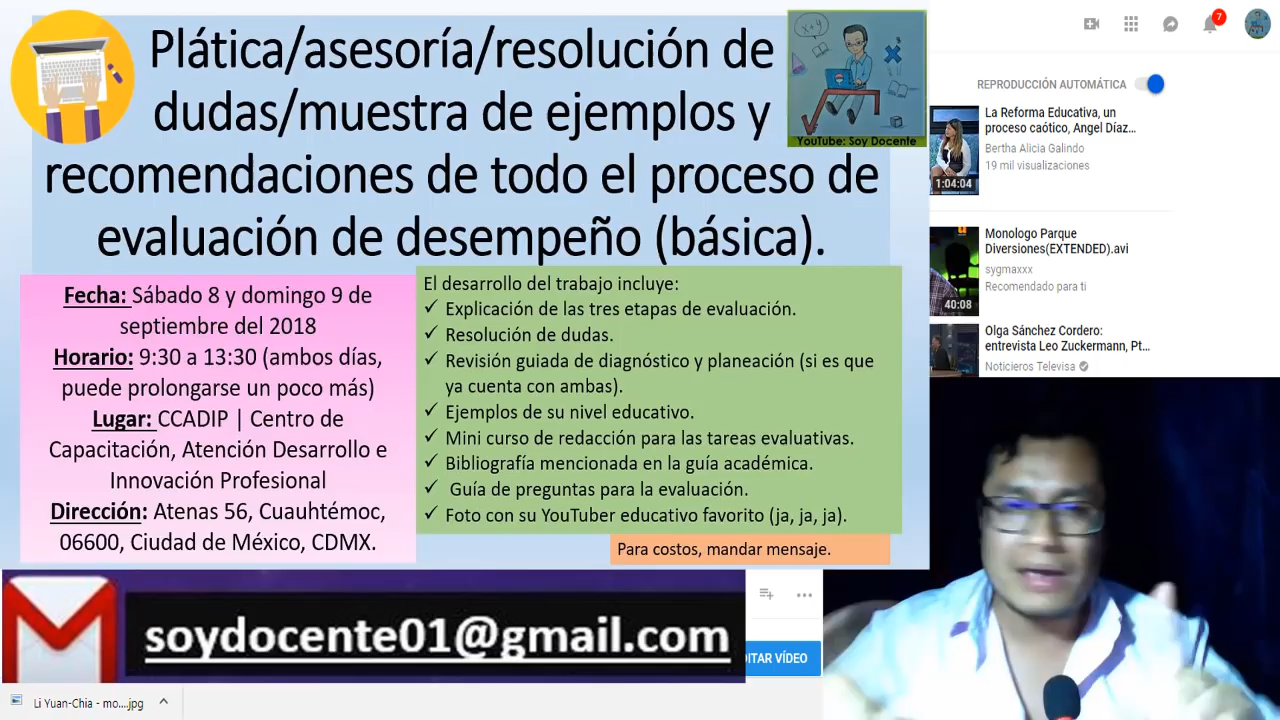 Plática/asesoría/resolución de
dudas/muestra de ejemplos y
recomendaciones de todo el proceso de
evaluación de desempeño (básica).
x+y
YouTube: Soy Docente
Fecha: Sábado 8 y domingo 9 de
septiembre del 2018
Horario: 9:30 a 13:30 (ambos días,
puede prolongarse un poco más)
Lugar: CCADIP | Centro de
Capacitación, Atención Desarrollo e
Innovación Profesional
Dirección: Atenas 56, Cuauhtémoc,
06600, Ciudad de México, CDMX.
El desarrollo del trabajo incluye:
✓ Explicación de las tres etapas de evaluación.
✓ Resolución de dudas.
✓ Revisión guiada de diagnóstico y planeación (si es que
ya cuenta con ambas).
✓ Ejemplos de su nivel educativo.
✓ Mini curso de redacción para las tareas evaluativas.
✓ Bibliografía mencionada en la guía académica.
✓ Guía de preguntas para la evaluación.
✓ Foto con su YouTuber educativo favorito (ja, ja, ja).
Para costos, mandar mensaje.
7
REPRODUCCIÓN AUTOMÁTICA
La Reforma Educativa, un
proceso caótico, Angel Díaz...
Bertha Alicia Galindo
19 mil visualizaciones
1:04:04
Monologo Parque
Diversiones(EXTENDED).avi
sygmaxxx
Recomendado para ti
40:08
Olga Sánchez Cordero:
entrevista Leo Zuckermann, Pt...
Noticieros Televisa
soydocente01@gmail.com
ITAR VÍDEO
Li Yuan-Chia - mo....jpg